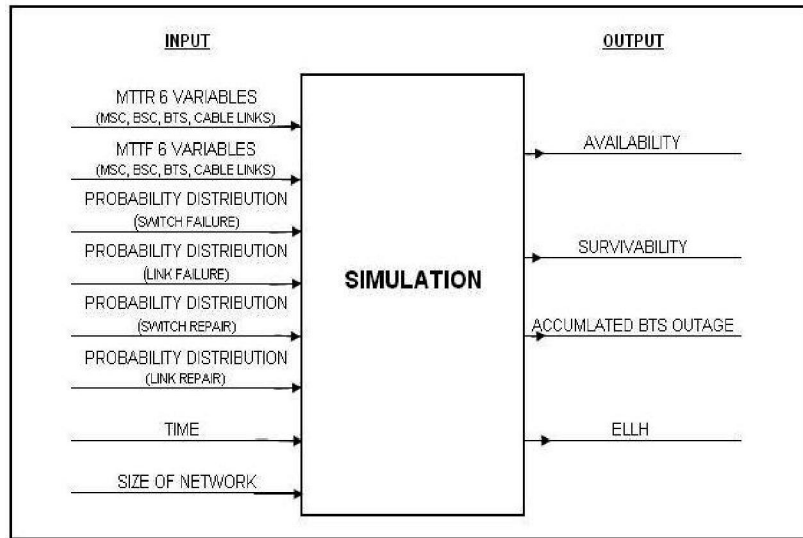 INPUT
MTTR 6 VARIABLES
(MSC, BSC, BTS, CABLE LINKS)
MTTF 6 VARIABLES
(MSC, BSC, BTS, CABLE LINKS)
PROBABILITY DISTRIBUTION
(SWITCH FAILURE)
PROBABILITY DISTRIBUTION
(LINK FAILURE)
PROBABILITY DISTRIBUTION
(SWITCH REPAIR)
PROBABILITY DISTRIBUTION
(LINK REPAIR)
TIME
SIZE OF NETWORK
SIMULATION
OUTPUT
AVAILABILITY
SURVIVABILITY
ACCUMLATED BTS OUTAGE
ELLH